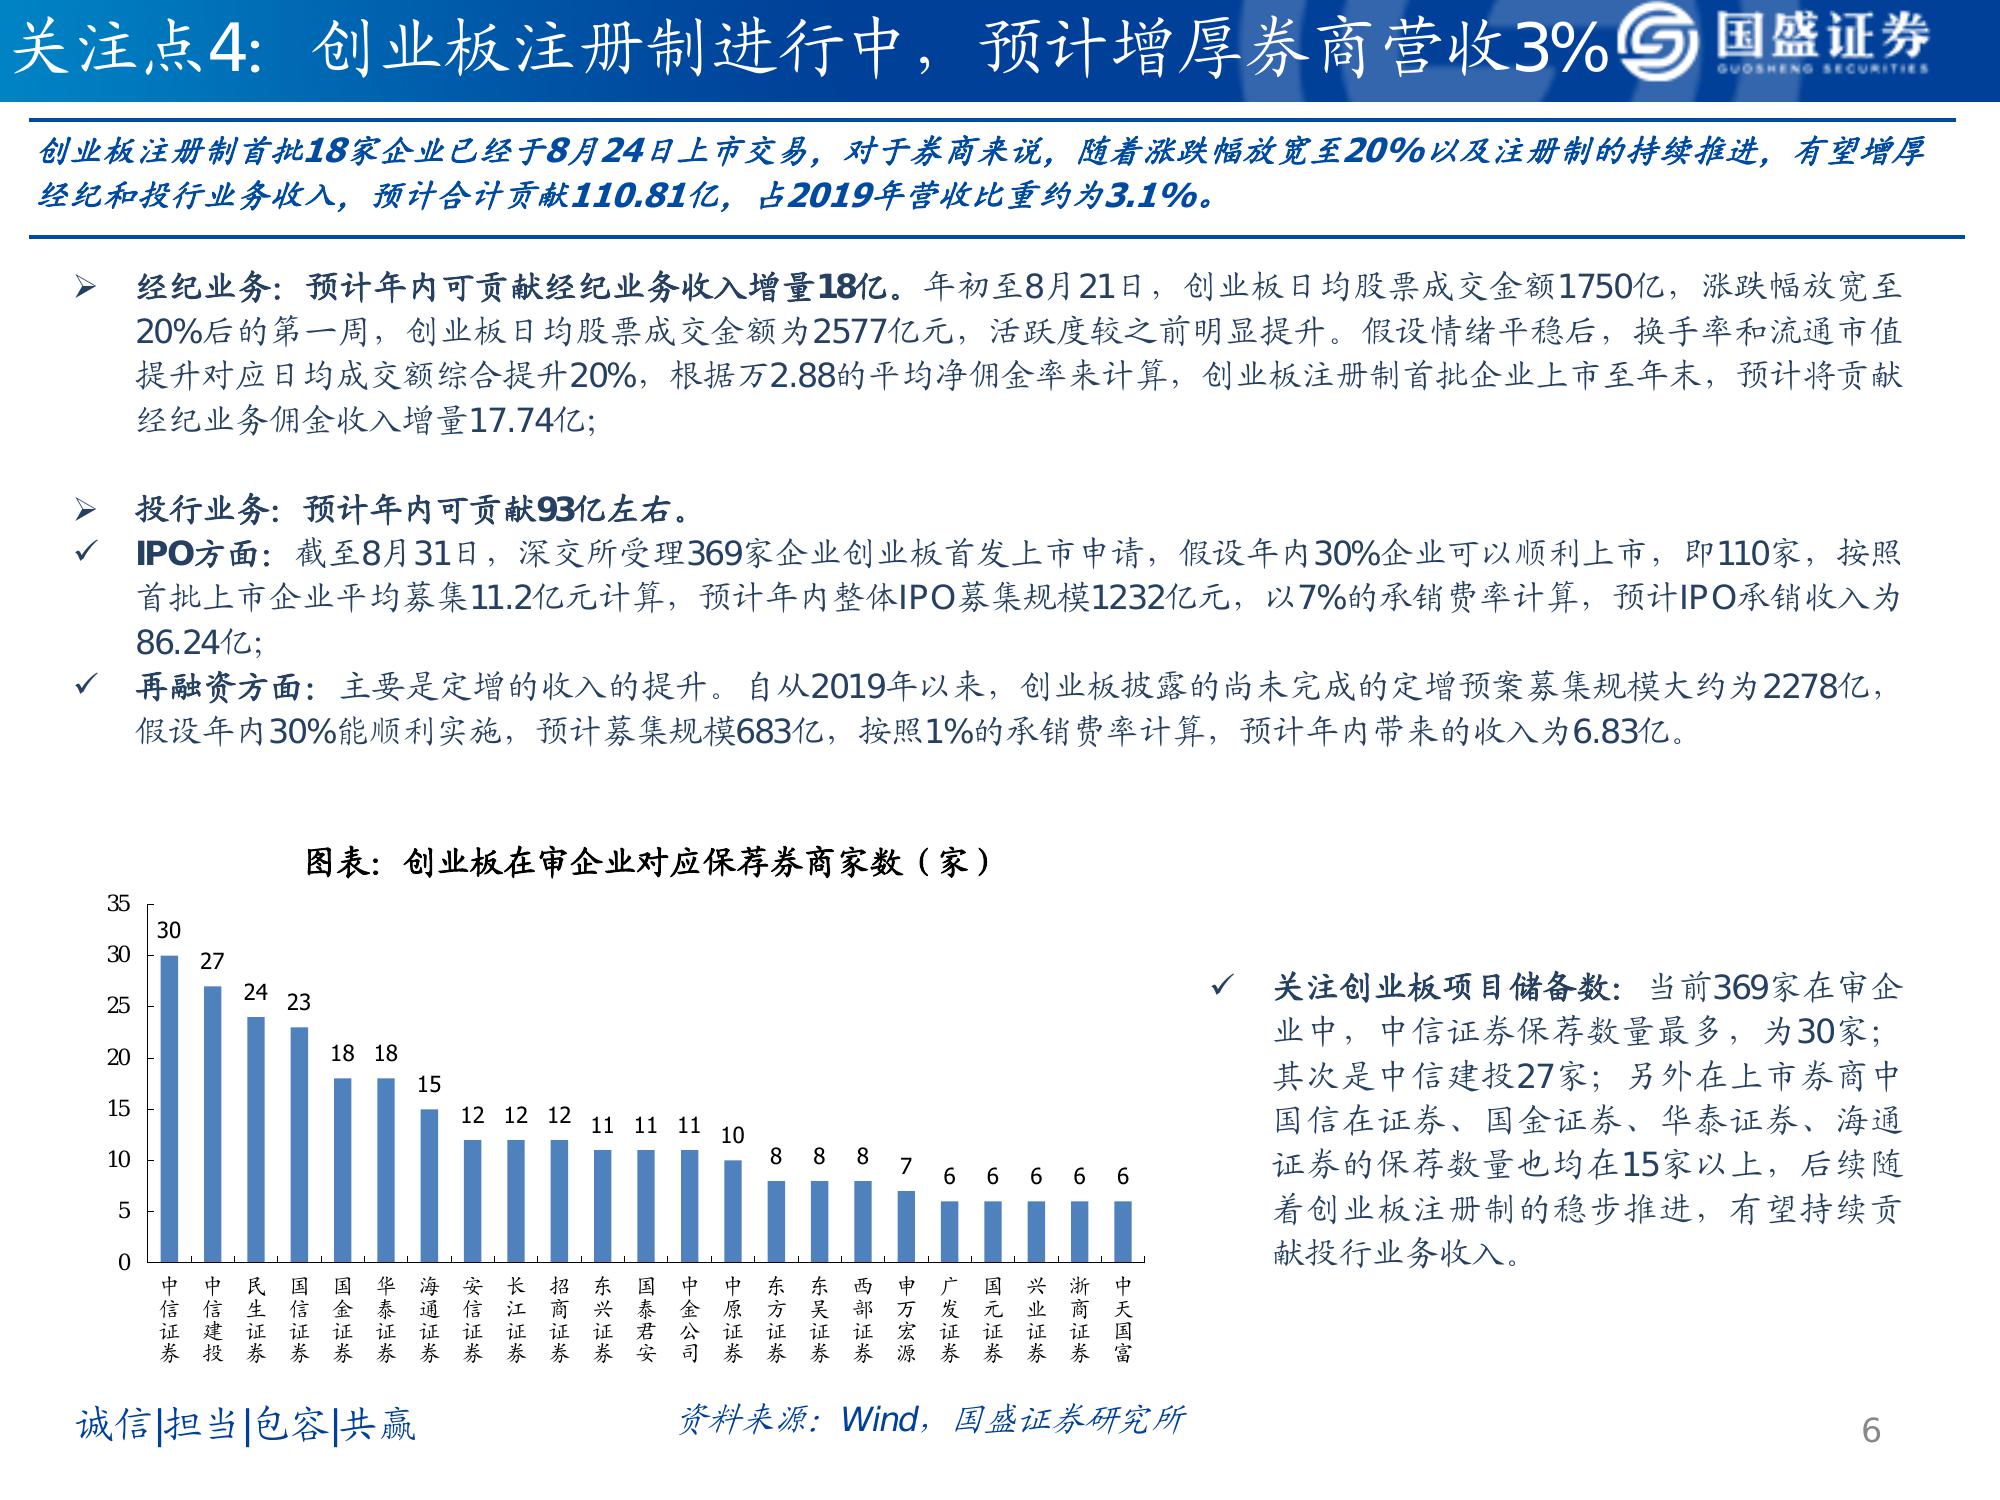 关注点4：创业板注册制进行中，预计增厚券商营收3%
国盛证券
GUOSHENG SECURITIES
创业板注册制首批18家企业已经于8月24日上市交易，对于券商来说，随着涨跌幅放宽至20%以及注册制的持续推进，有望增厚
经纪和投行业务收入，预计合计贡献110.81亿，占2019年营收比重约为3.1%。
➢ 经纪业务：预计年内可贡献经纪业务收入增量18亿。年初至8月21日，创业板日均股票成交金额1750亿，涨跌幅放宽至
20%后的第一周，创业板日均股票成交金额为2577亿元，活跃度较之前明显提升。假设情绪平稳后，换手率和流通市值
提升对应日均成交额综合提升20%，根据万2.88的平均净佣金率来计算，创业板注册制首批企业上市至年末，预计将贡献
经纪业务佣金收入增量17.74亿；
➢ 投行业务：预计年内可贡献93亿左右。
✓ IPO方面：截至8月31日，深交所受理369家企业创业板首发上市申请，假设年内30%企业可以顺利上市，即110家，按照
首批上市企业平均募集11.2亿元计算，预计年内整体IPO募集规模1232亿元，以7%的承销费率计算，预计IPO承销收入为
86.24亿；
✓ 再融资方面：主要是定增的收入的提升。自从2019年以来，创业板披露的尚未完成的定增预案募集规模大约为2278亿，
假设年内30%能顺利实施，预计募集规模683亿，按照1%的承销费率计算，预计年内带来的收入为6.83亿。
图表：创业板在审企业对应保荐券商家数（家）
35
30
25
20
15
10
5
0
30
27
24
23
18
18
15
12
12
12
11
11
11
10
8
8
8
7
6
6
6
6
6
中信证券
中信建投
民生证券
国信证券
国金证券
华泰证券
海通证券
安信证券
长江证券
招商证券
东兴证券
国泰君安
中金公司
中原证券
东方证券
东吴证券
西部证券
申万宏源
广发证券
国元证券
兴业证券
浙商证券
中天国富
✓ 关注创业板项目储备数：当前369家在审企
业中，中信证券保荐数量最多，为30家；
其次是中信建投27家；另外在上市券商中
国信在证券、国金证券、华泰证券、海通
证券的保荐数量也均在15家以上，后续随
着创业板注册制的稳步推进，有望持续贡
献投行业务收入。
诚信|担当|包容|共赢
资料来源：Wind，国盛证券研究所
6